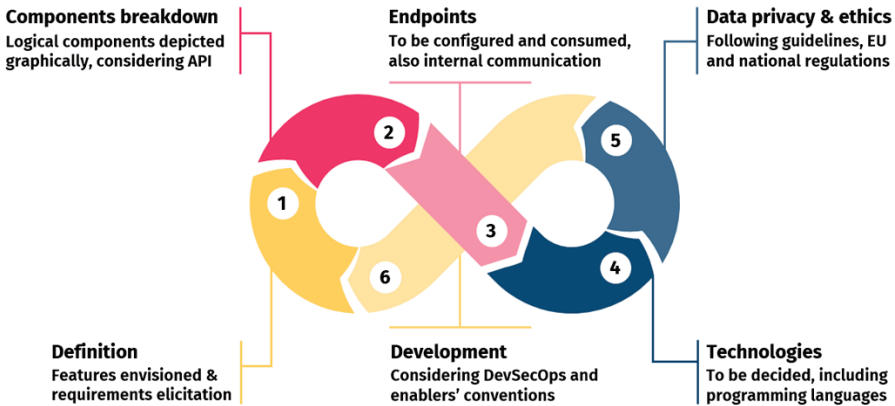 Components breakdown
Logical components depicted
graphically, considering API
Endpoints
To be configured and consumed,
also internal communication
Data privacy & ethics
Following guidelines, EU
and national regulations
2
5
1
3
6
4
Definition
Features envisioned &
requirements elicitation
Development
Considering DevSecOps and
enablers’ conventions
Technologies
To be decided, including
programming languages